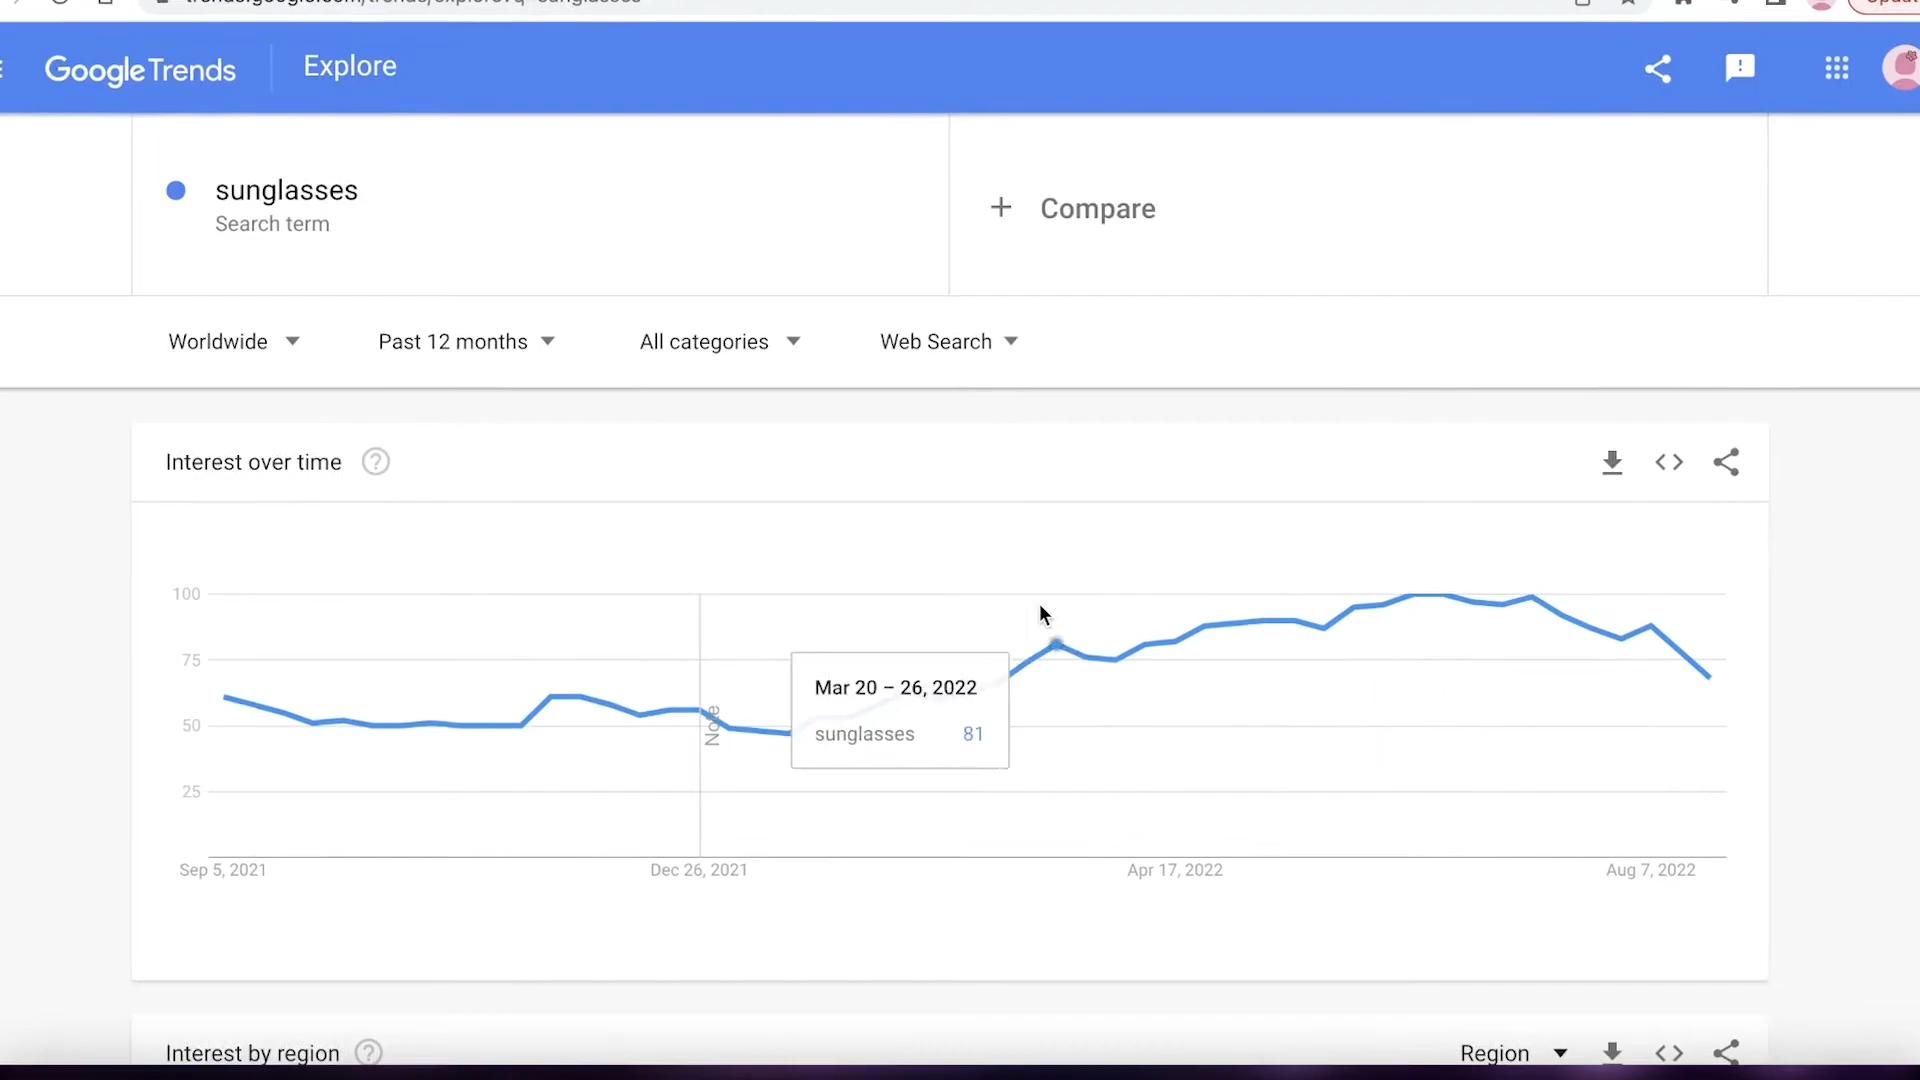 Google Trends
Explore
sunglasses
Search term
+ Compare
Worldwide
Past 12 months
All categories
Web Search
Interest over time
100
75
50
25
Note
Mar 20 – 26, 2022
sunglasses 81
Sep 5, 2021
Dec 26, 2021
Apr 17, 2022
Aug 7, 2022
Interest by region
Region